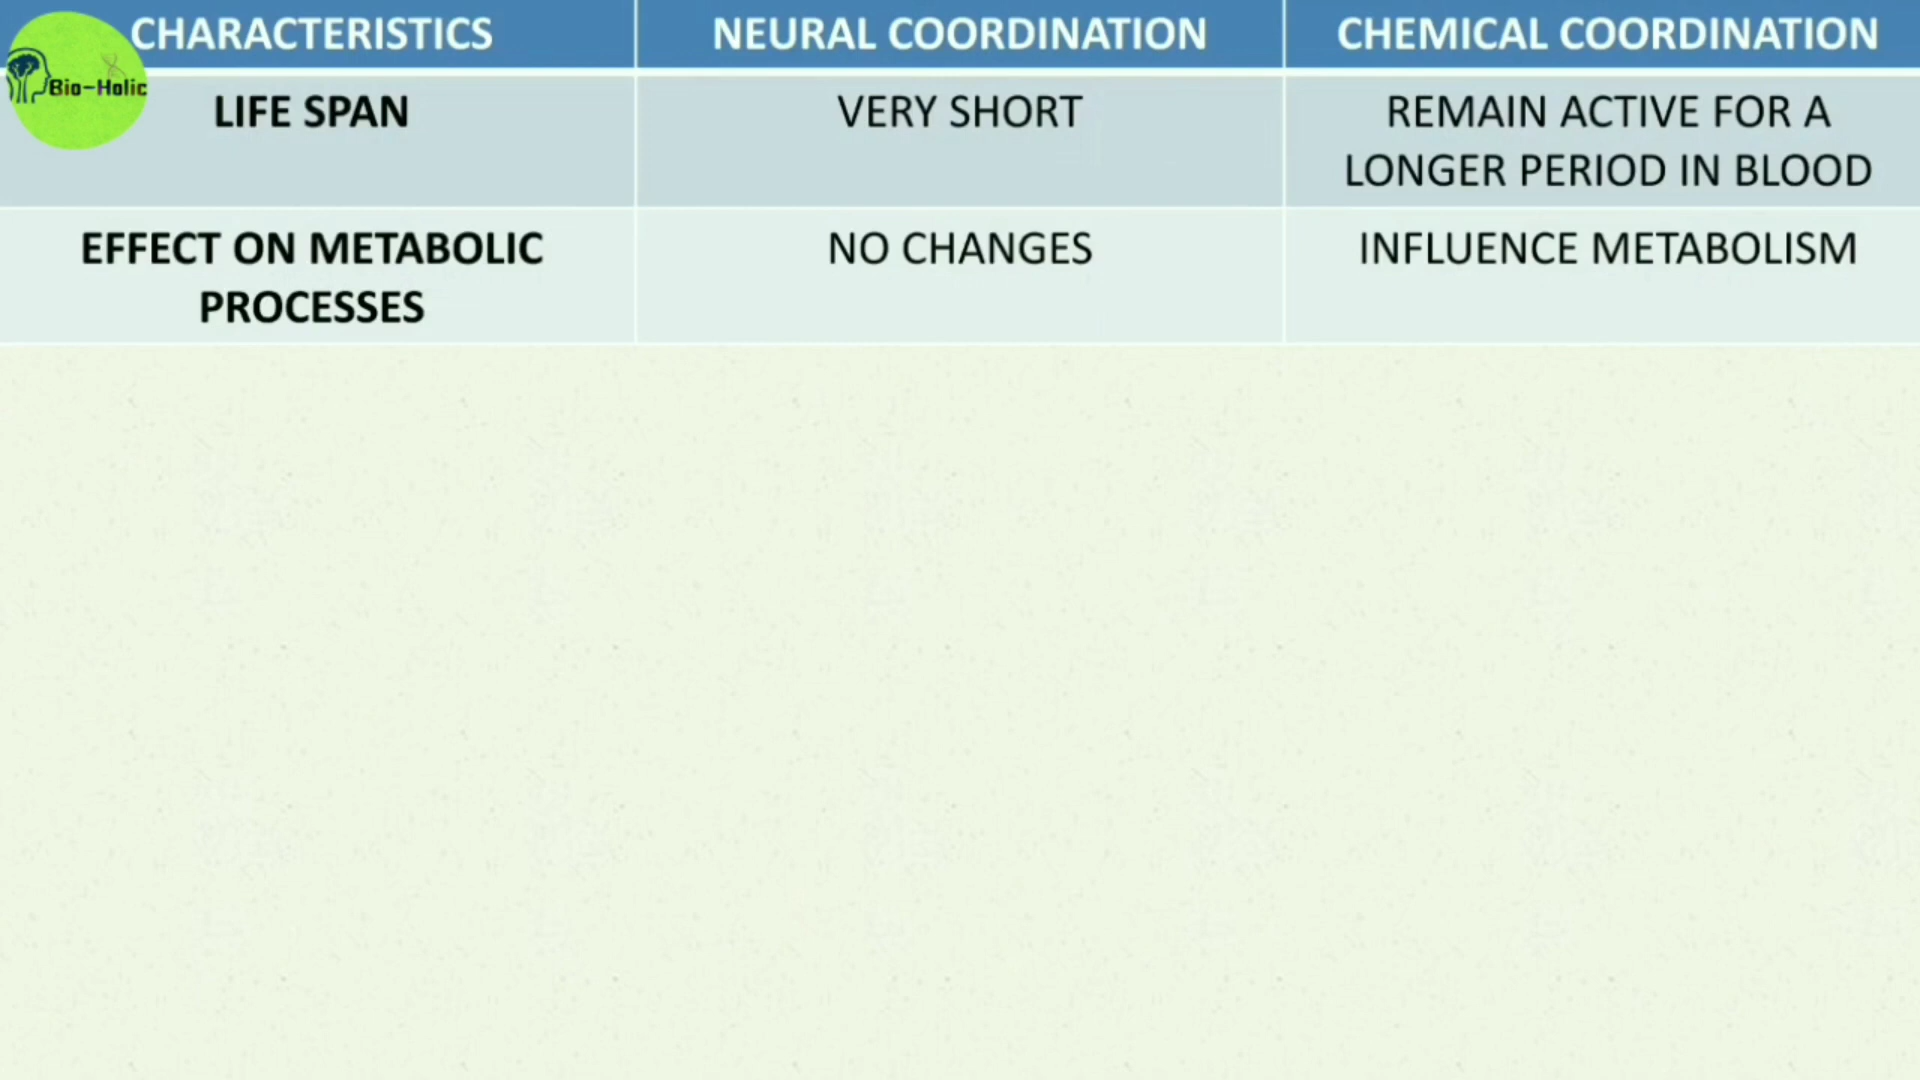 CHARACTERISTICS NEURAL COORDINATION CHEMICAL COORDINATION
Bio-Holic
LIFE SPAN VERY SHORT REMAIN ACTIVE FOR A
LONGER PERIOD IN BLOOD
EFFECT ON METABOLIC NO CHANGES INFLUENCE METABOLISM
PROCESSES